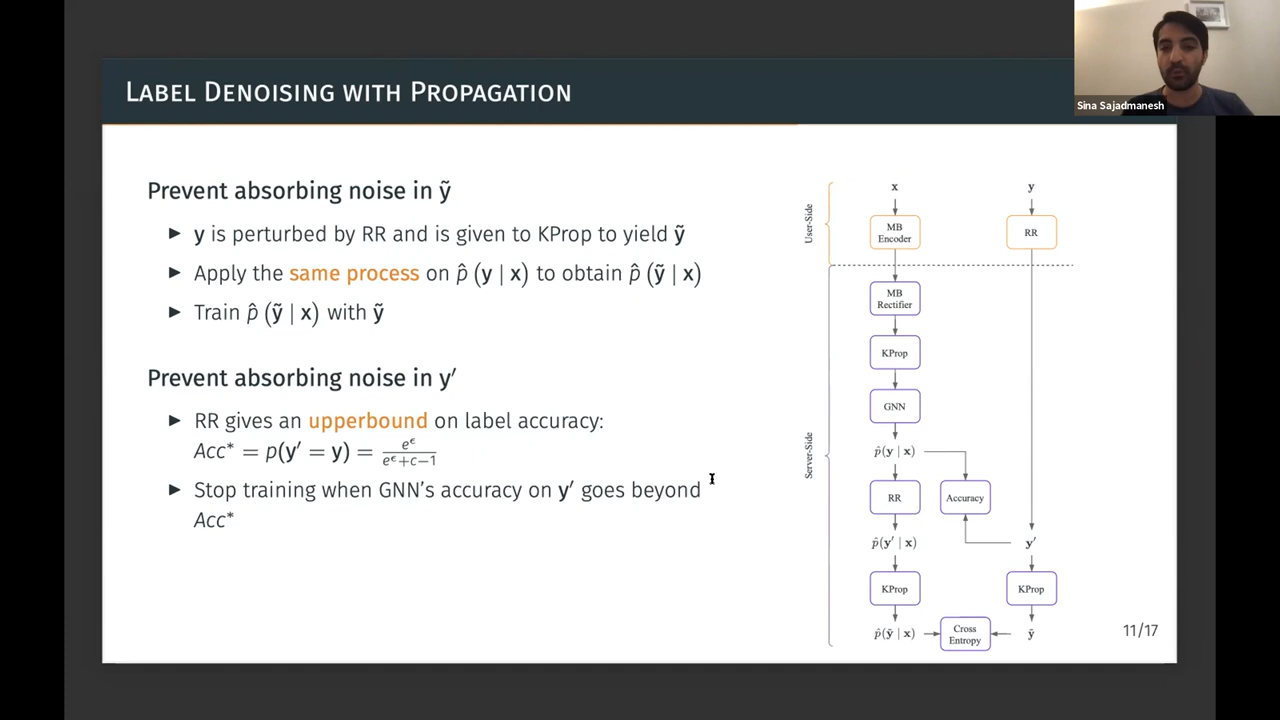 LABEL DENOISING WITH PROPAGATION
Sina Sajadmanesh
Prevent absorbing noise in ỹ
► y is perturbed by RR and is given to KProp to yield ỹ
► Apply the same process on p̂ (y | x) to obtain p̂ (ỹ | x)
► Train p̂ (ỹ | x) with ỹ
Prevent absorbing noise in y′
► RR gives an upperbound on label accuracy:
Acc* = p(y′ = y) = e^ϵ / (e^ϵ + c − 1)
► Stop training when GNN's accuracy on y′ goes beyond
Acc*
User-Side
x
y
MB
Encoder
RR
Server-Side
MB
Rectifier
KProp
GNN
p̂(y | x)
RR
Accuracy
p̂(y′ | x)
y′
KProp
KProp
p̂(ỹ | x)
Cross
Entropy
ỹ
11/17